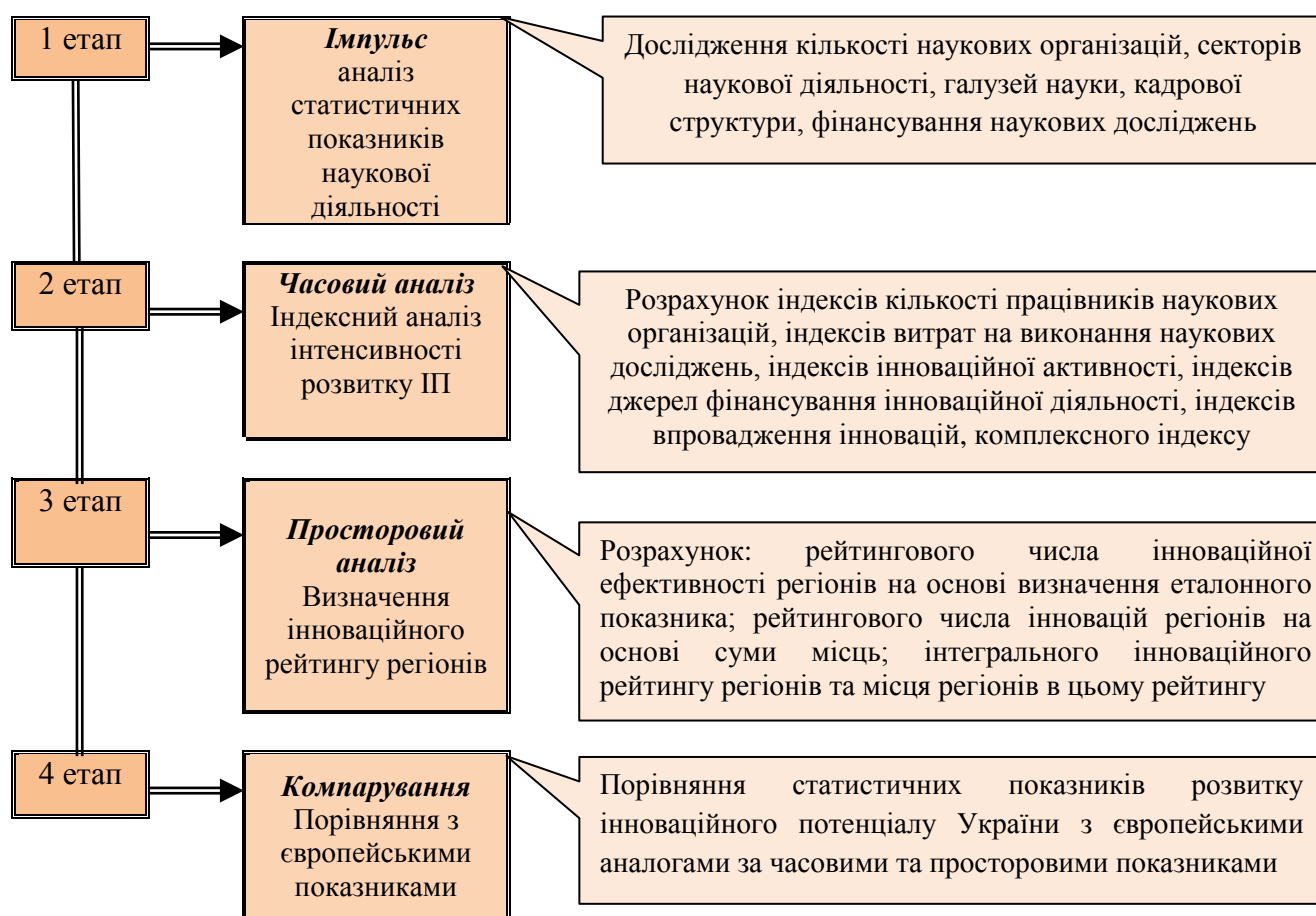 1 етап
Імпульс
аналіз
статистичних
показників
наукової
діяльності
Дослідження кількості наукових організацій, секторів
наукової діяльності, галузей науки, кадрової
структури, фінансування наукових досліджень
2 етап
Часовий аналіз
Індексний аналіз
інтенсивності
розвитку ІП
Розрахунок індексів кількості працівників наукових
організацій, індексів витрат на виконання наукових
досліджень, індексів інноваційної активності, індексів
джерел фінансування інноваційної діяльності, індексів
впровадження інновацій, комплексного індексу
3 етап
Просторовий
аналіз
Визначення
інноваційного
рейтингу регіонів
Розрахунок: рейтингового числа інноваційної
ефективності регіонів на основі визначення еталонного
показника; рейтингового числа інновацій регіонів на
основі суми місць; інтегрального інноваційного
рейтингу регіонів та місця регіонів в цьому рейтингу
4 етап
Компарування
Порівняння з
європейськими
показниками
Порівняння статистичних показників розвитку
інноваційного потенціалу України з європейськими
аналогами за часовими та просторовими показниками